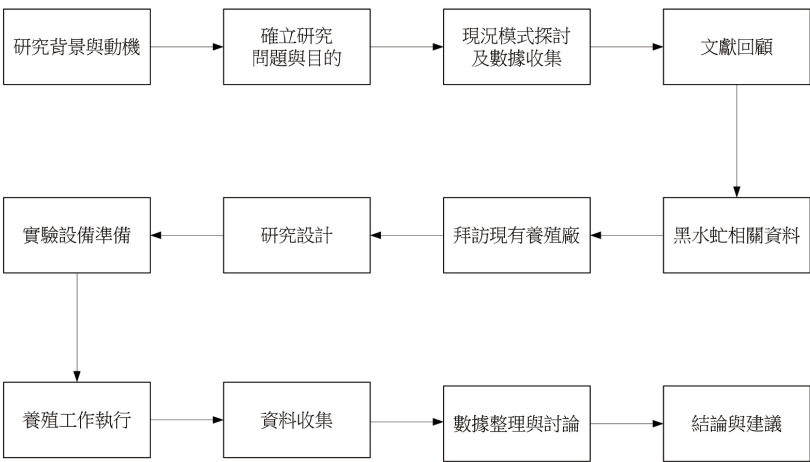 研究背景與動機
確立研究
問題與目的
現況模式探討
及數據收集
文獻回顧
黑水虻相關資料
拜訪現有養殖廠
研究設計
實驗設備準備
養殖工作執行
資料收集
數據整理與討論
結論與建議